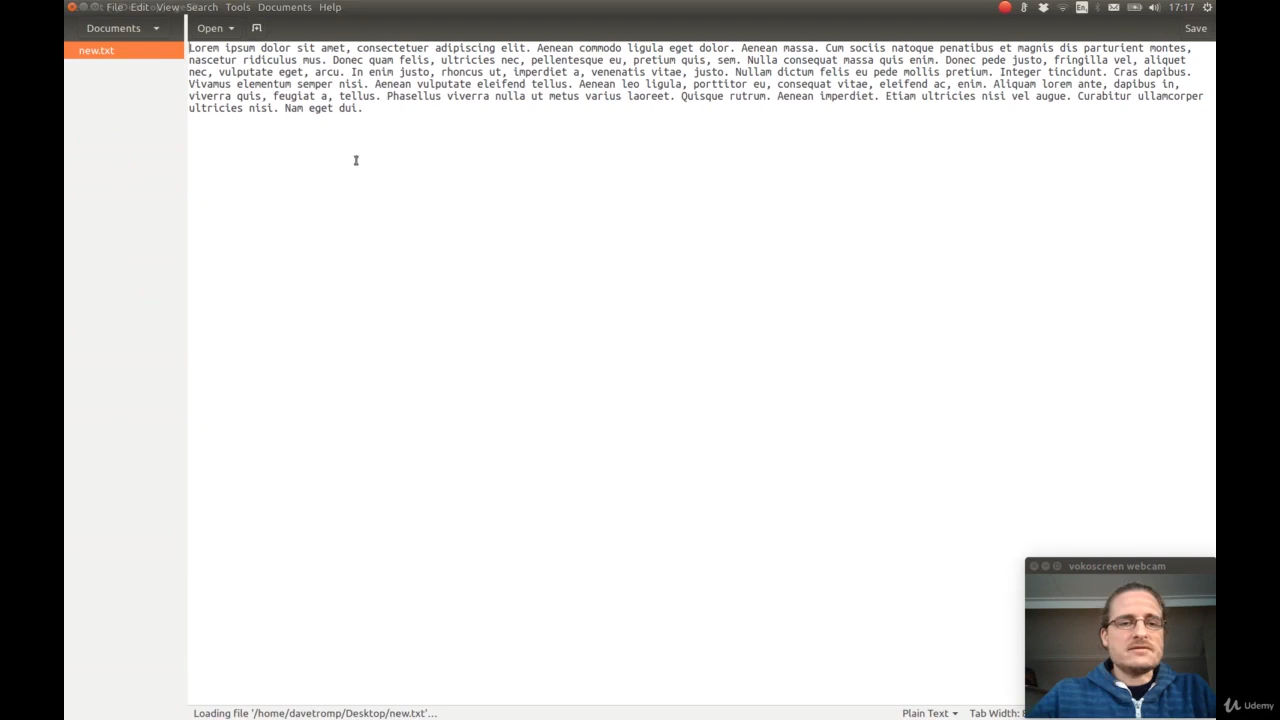 File Edit View Search Tools Documents Help
En
17:17
Documents
Open
Save
new.txt
Lorem ipsum dolor sit amet, consectetuer adipiscing elit. Aenean commodo ligula eget dolor. Aenean massa. Cum sociis natoque penatibus et magnis dis parturient montes,
nascetur ridiculus mus. Donec quam felis, ultricies nec, pellentesque eu, pretium quis, sem. Nulla consequat massa quis enim. Donec pede justo, fringilla vel, aliquet
nec, vulputate eget, arcu. In enim justo, rhoncus ut, imperdiet a, venenatis vitae, justo. Nullam dictum felis eu pede mollis pretium. Integer tincidunt. Cras dapibus.
Vivamus elementum semper nisi. Aenean vulputate eleifend tellus. Aenean leo ligula, porttitor eu, consequat vitae, eleifend ac, enim. Aliquam lorem ante, dapibus in,
viverra quis, feugiat a, tellus. Phasellus viverra nulla ut metus varius laoreet. Quisque rutrum. Aenean imperdiet. Etiam ultricies nisi vel augue. Curabitur ullamcorper
ultricies nisi. Nam eget dui.
vokoscreen webcam
Loading file '/home/davetromp/Desktop/new.txt'…
Plain Text
Tab Width:
Udemy